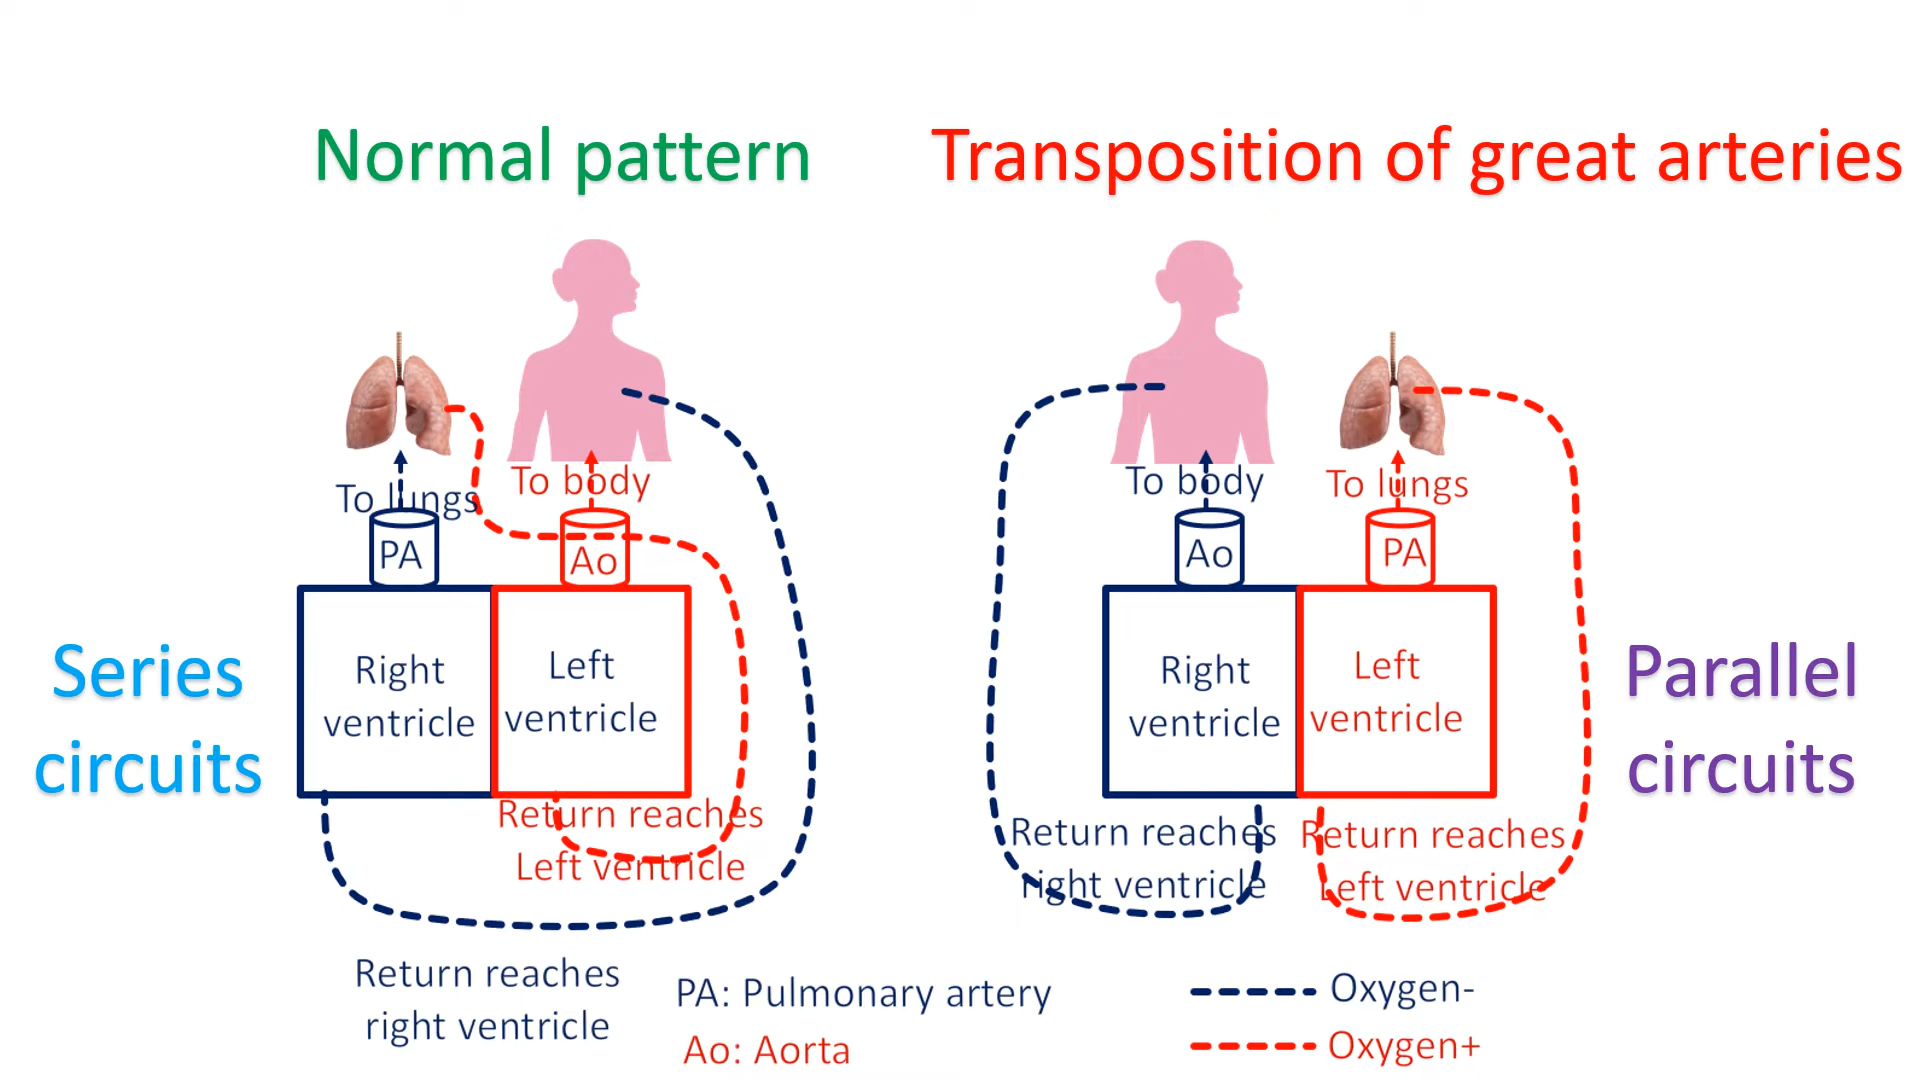 Normal pattern
Transposition of great arteries
To lungs
To body
To body
To lungs
PA
Ao
Ao
PA
Series
circuits
Right
ventricle
Left
ventricle
Right
ventricle
Left
ventricle
Parallel
circuits
Return reaches
Left ventricle
Return reaches
right ventricle
Return reaches
Left ventricle
Return reaches
right ventricle
PA: Pulmonary artery
Ao: Aorta
Oxygen-
Oxygen+